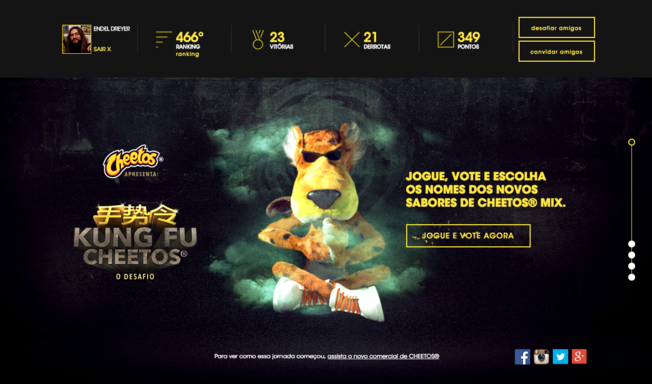 ENDEL DREYER
SAIR X
466º
RANKING
ranking
23
VITÓRIAS
21
DERROTAS
349
PONTOS
desafiar amigos
convidar amigos
Cheetos®
APRESENTA:
手勢令
KUNG FU
CHEETOS®
O DESAFIO
JOGUE, VOTE E ESCOLHA
OS NOMES DOS NOVOS
SABORES DE CHEETOS® MIX.
JOGUE E VOTE AGORA
Para ver como essa jornada começou, assista o novo comercial de CHEETOS®